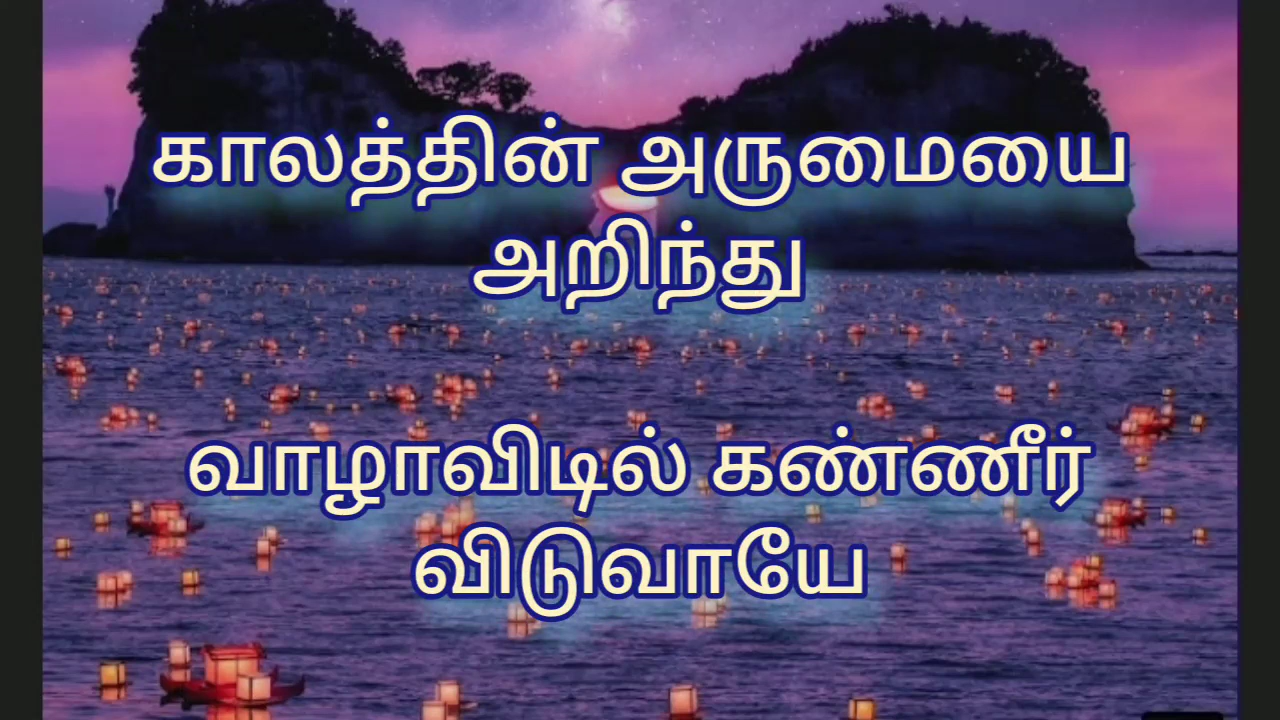 காலத்தின் அருமையை
அறிந்து
வாழாவிடில் கண்ணீர்
விடுவாயே